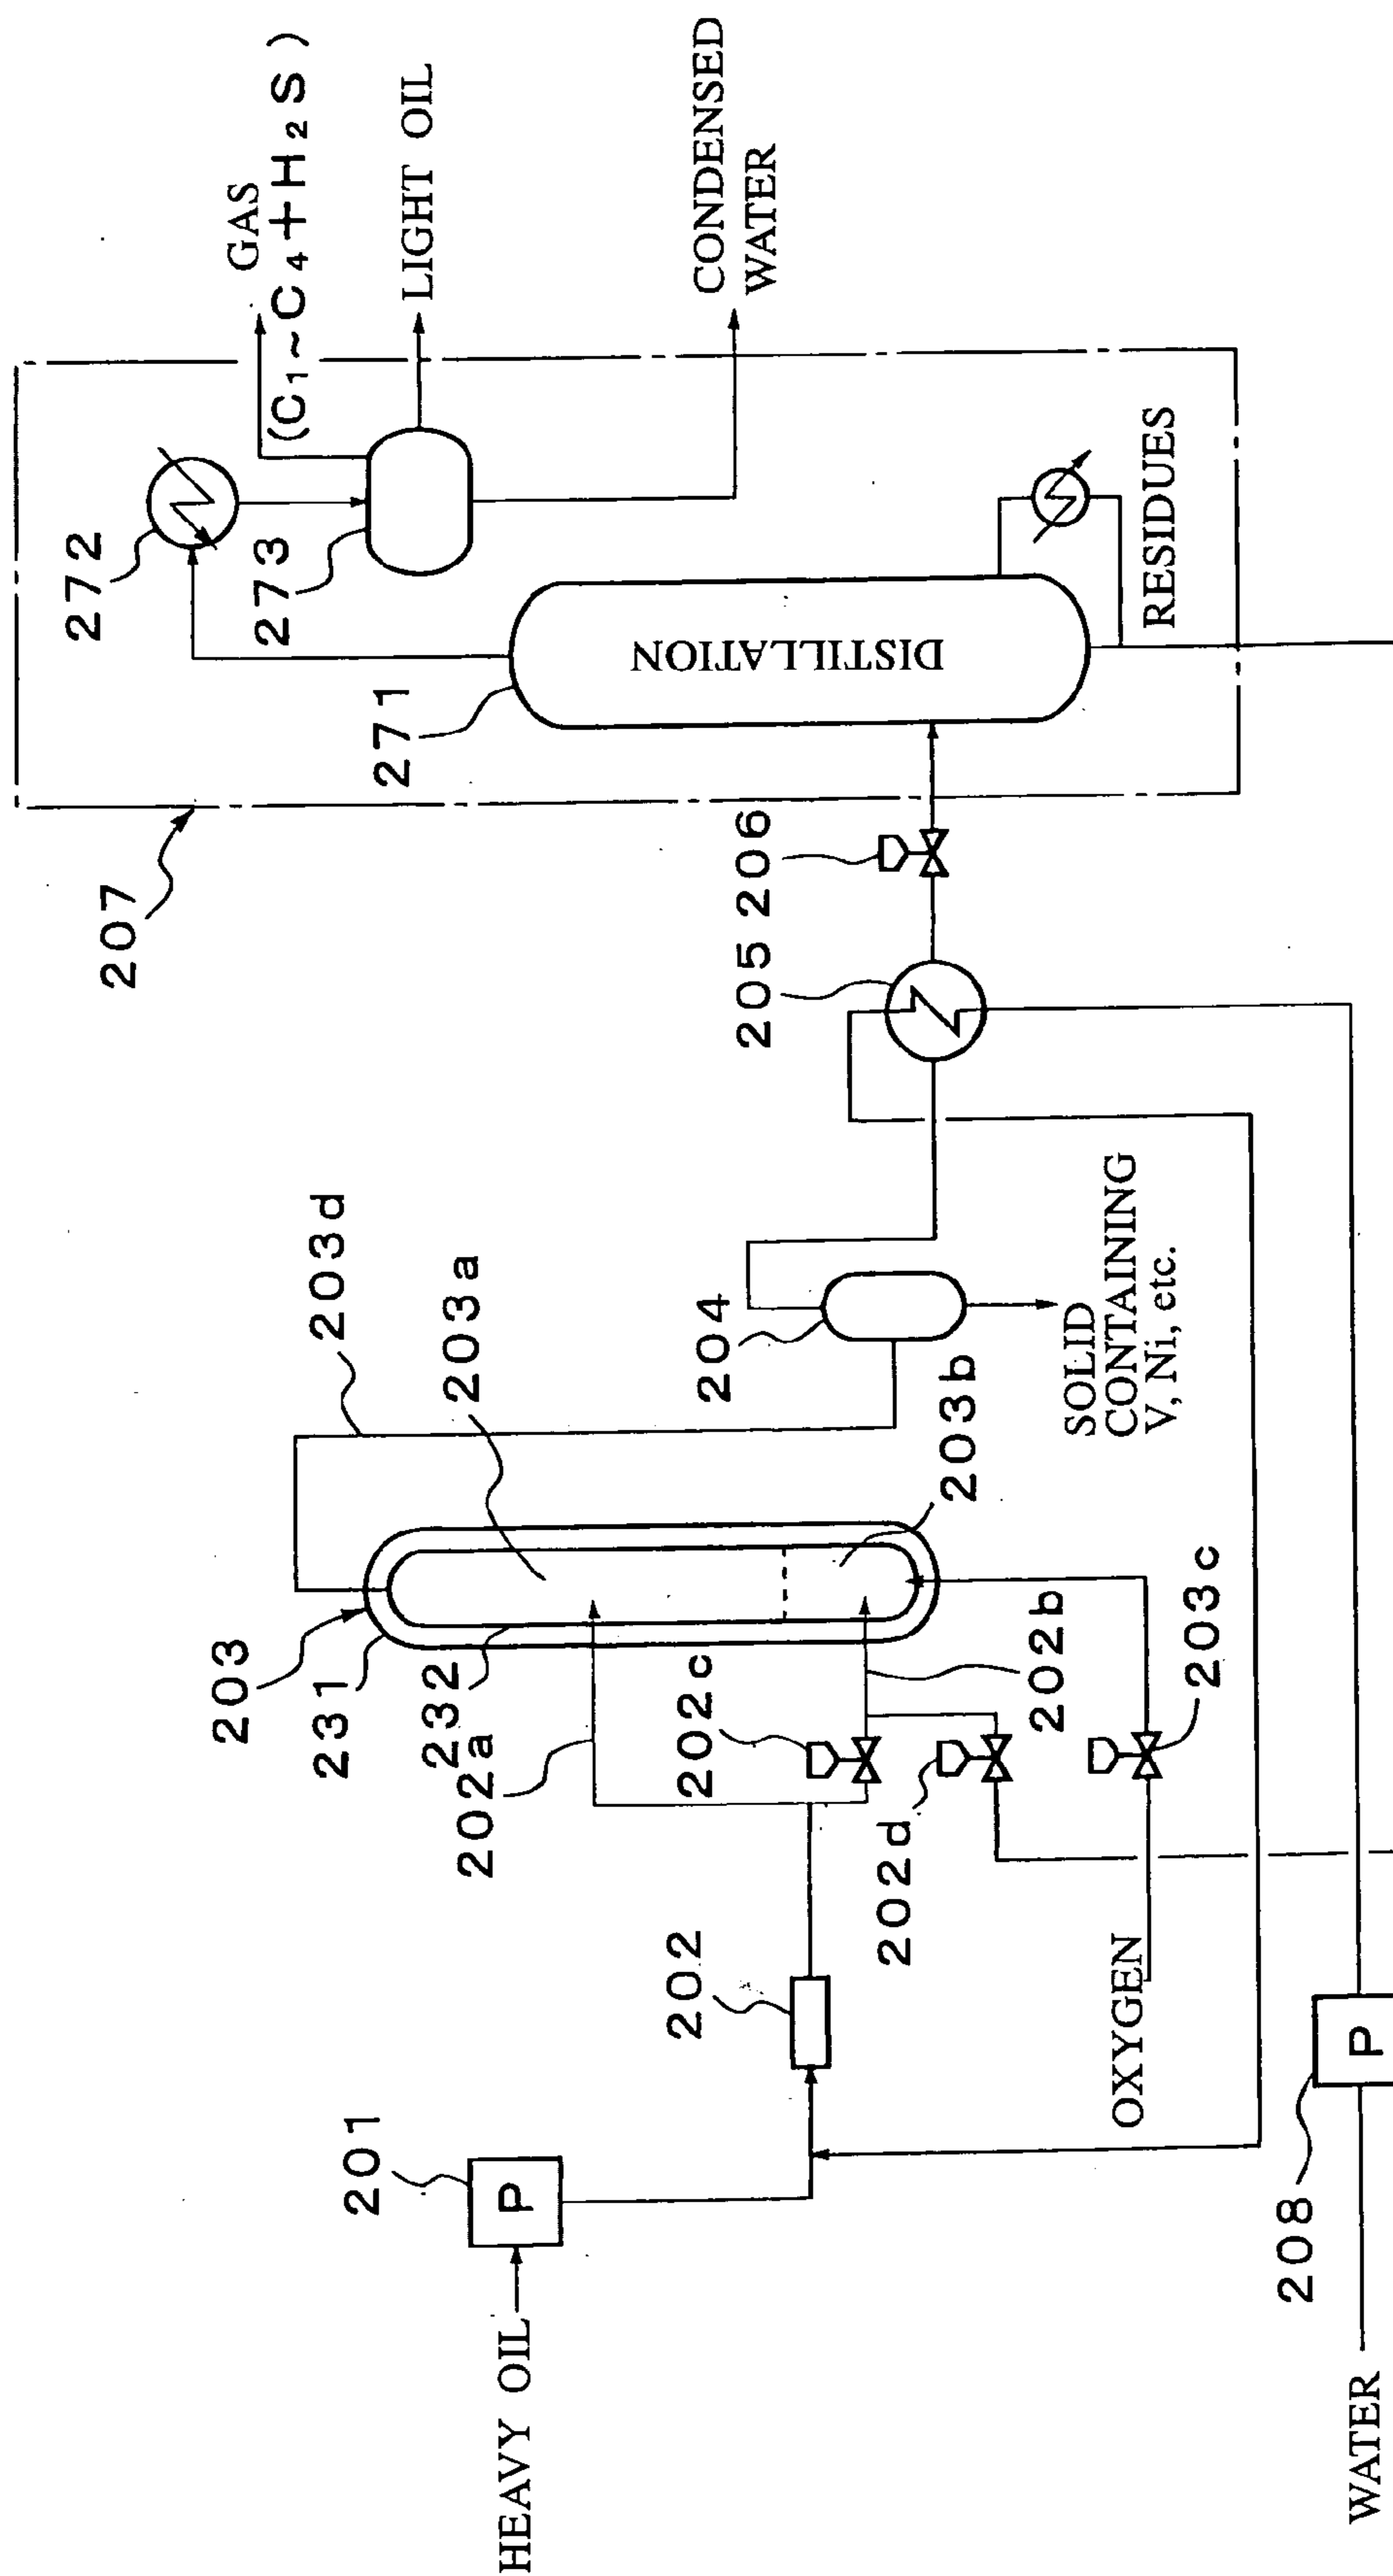 GAS
(C₁~C₄+H₂S)
LIGHT OIL
CONDENSED
WATER
272
273
271
DISTILLATION
RESIDUES
207
206
205
203d
203a
204
203b
SOLID
CONTAINING
V, Ni, etc.
203
231
232
202a
202c
202b
203c
202d
202
OXYGEN
201
P
HEAVY OIL
208
P
WATER